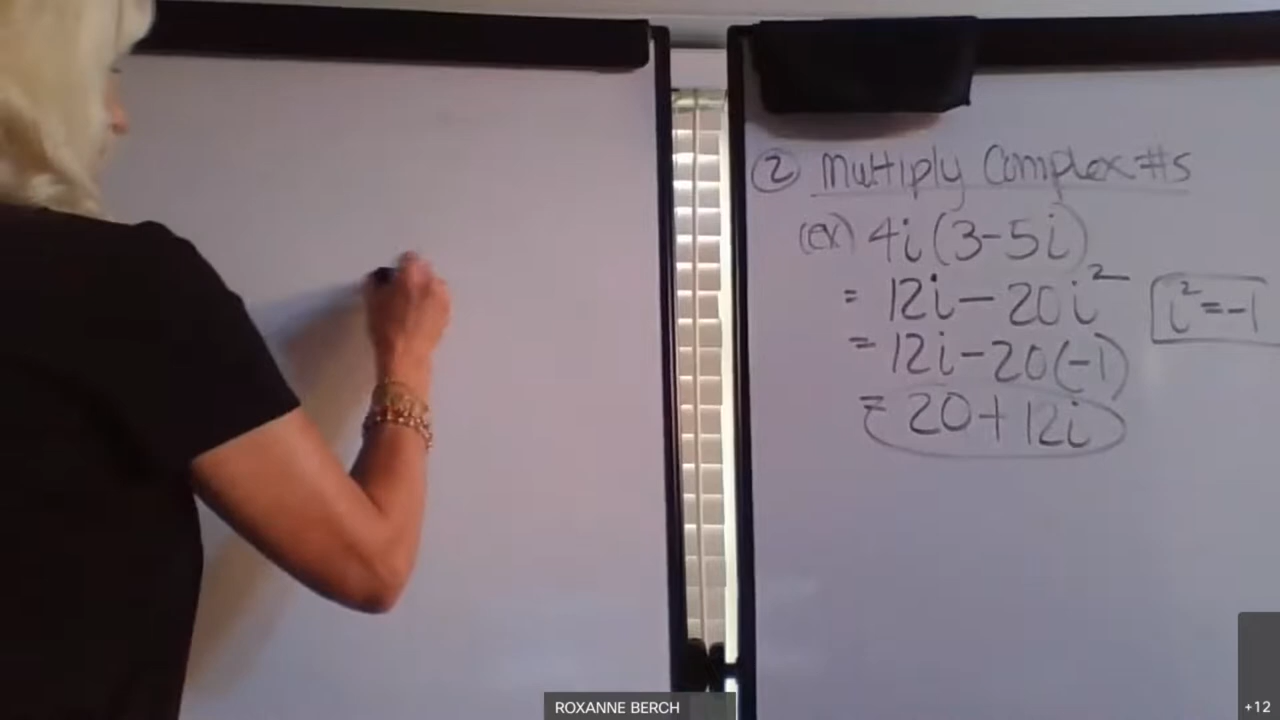 ② Multiply Complex #s
(ex) 4i(3-5i)
= 12i - 20i²
i² = -1
= 12i - 20(-1)
= 20 + 12i
ROXANNE BERCH
+12